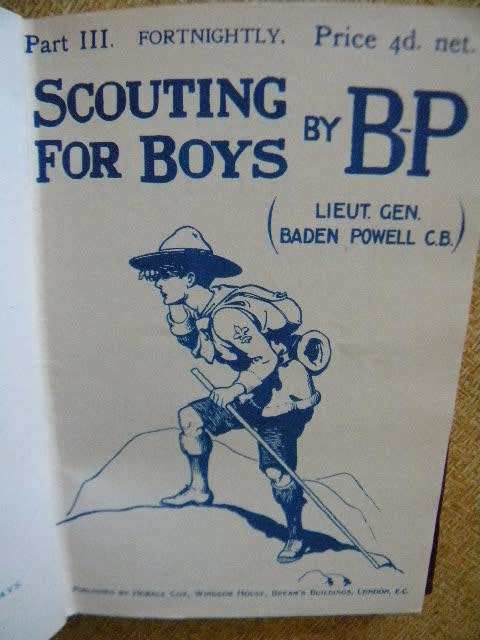 Part III. FORTNIGHTLY. Price 4d. net.
SCOUTING
FOR BOYS
BY B-P
(LIEUT. GEN.
BADEN POWELL C.B.)
PUBLISHED BY HORACE COX, WINDSOR HOUSE, BREAM'S BUILDINGS, LONDON, E.C.